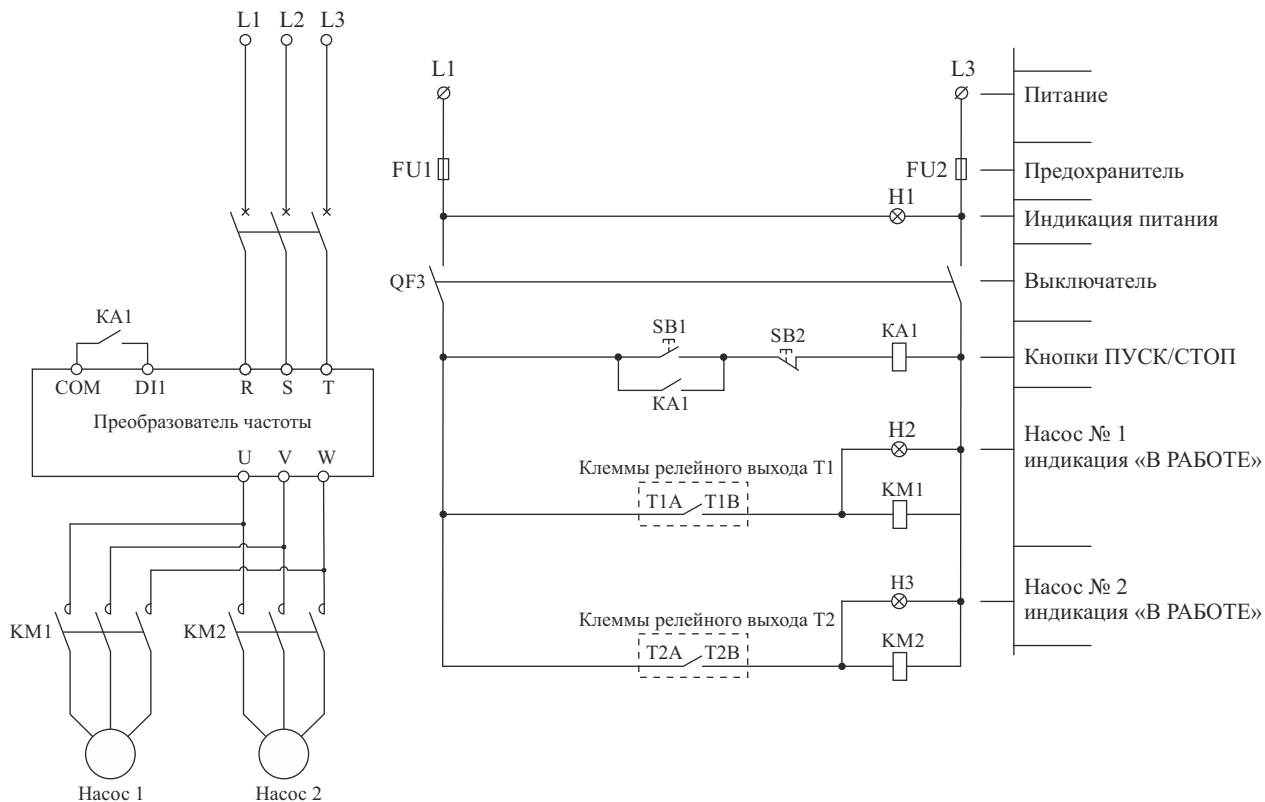 L1 L2 L3
KA1
COM DI1 R S T
Преобразователь частоты
U V W
KM1 KM2
Насос 1 Насос 2
L1 L3
FU1 FU2
H1
QF3
SB1 SB2 KA1
KA1
H2
Клеммы релейного выхода T1
T1A T1B KM1
H3
Клеммы релейного выхода T2
T2A T2B KM2
Питание
Предохранитель
Индикация питания
Выключатель
Кнопки ПУСК/СТОП
Насос № 1
индикация «В РАБОТЕ»
Насос № 2
индикация «В РАБОТЕ»